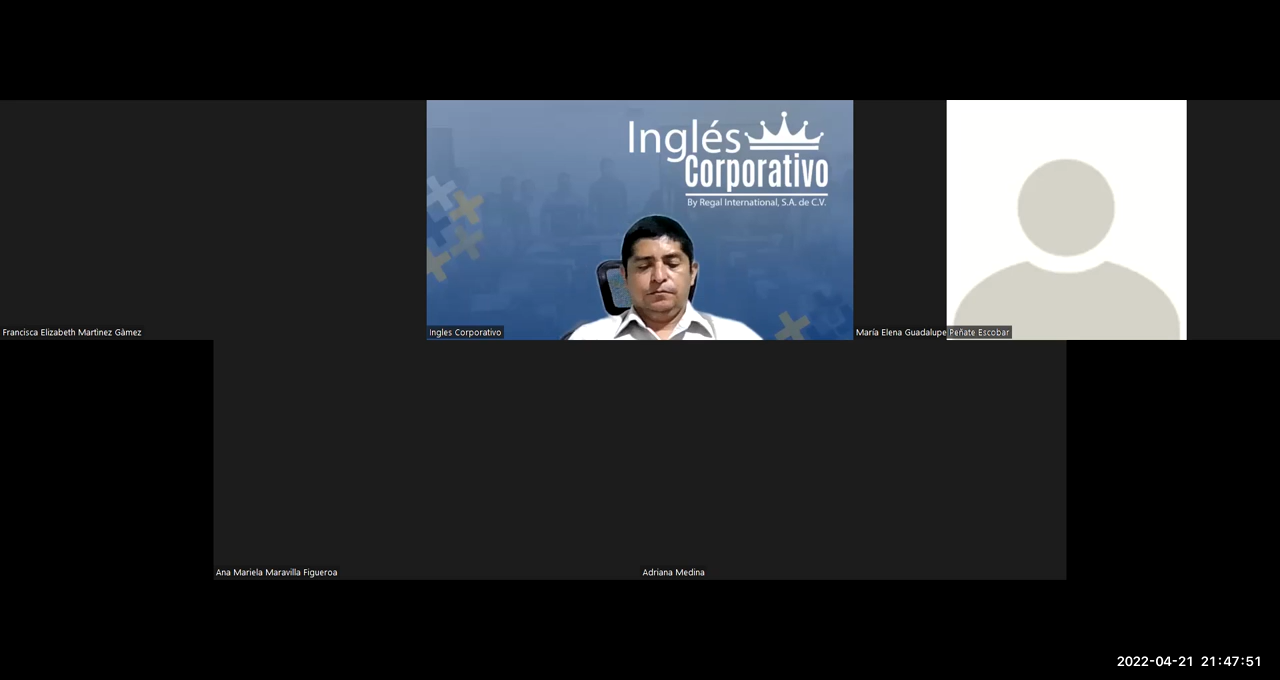 Inglés
Corporativo
By Regal International, S.A. de C.V.
Francisca Elizabeth Martinez Gàmez
Ingles Corporativo
María Elena Guadalupe Peñate Escobar
Ana Mariela Maravilla Figueroa
Adriana Medina
2022-04-21 21:47:51